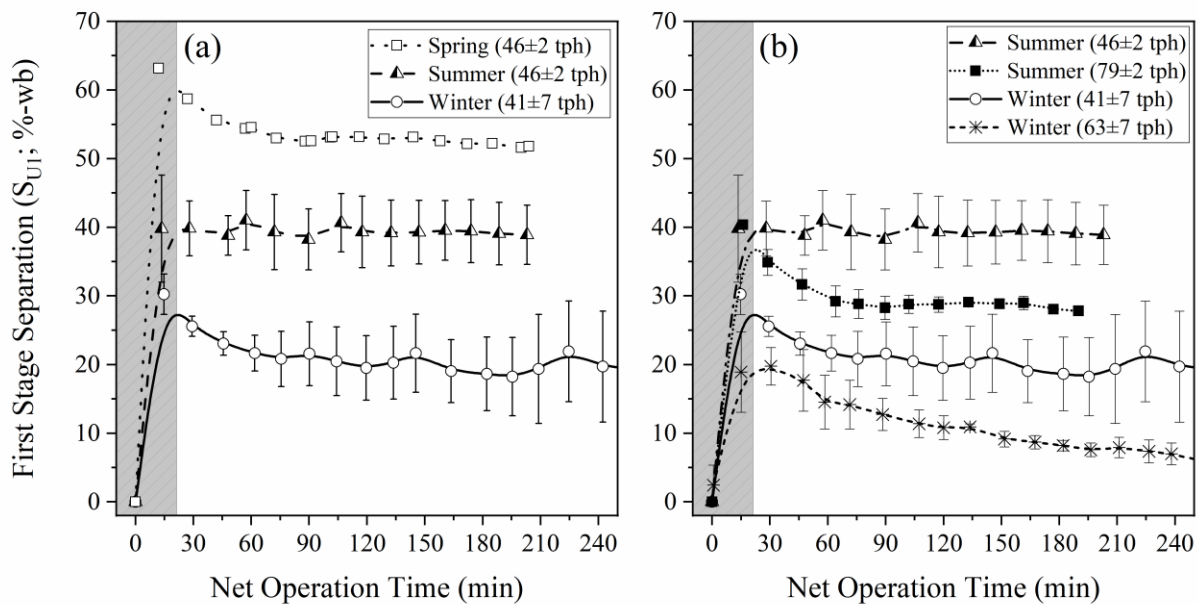 First Stage Separation (S_U1; %-wb)
70
60
50
40
30
20
10
0
(a)
Spring (46±2 tph)
Summer (46±2 tph)
Winter (41±7 tph)
0 30 60 90 120 150 180 210 240
Net Operation Time (min)
70
60
50
40
30
20
10
0
(b)
Summer (46±2 tph)
Summer (79±2 tph)
Winter (41±7 tph)
Winter (63±7 tph)
0 30 60 90 120 150 180 210 240
Net Operation Time (min)